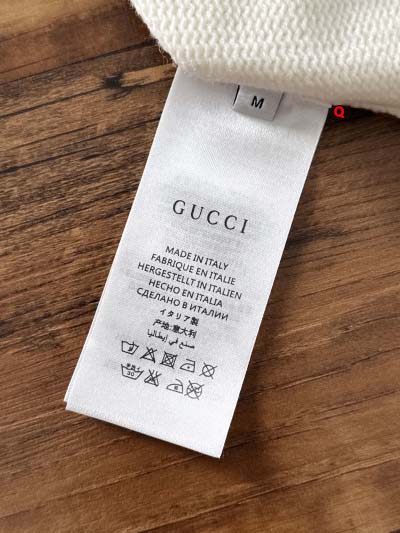 M
Q
GUCCI
MADE IN ITALY
FABRIQUE EN ITALIE
HERGESTELLT IN ITALIEN
HECHO EN ITALIA
СДЕЛАНО В ИТАЛИИ
イタリア製
产地:意大利
صنع في إيطاليا